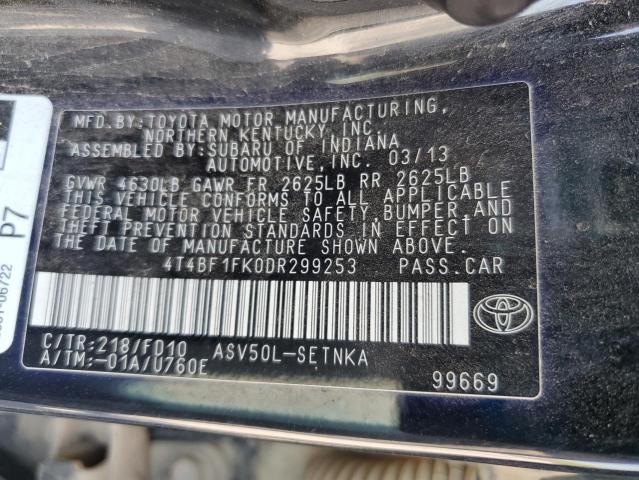 MFD.BY:TOYOTA MOTOR MANUFACTURING,
NORTHERN KENTUCKY, INC.
MFD.BY:SUBARU OF INDIANA
AUTOMOTIVE, INC. 03/13
GVWR 4630LB GAWR FR 2625LB RR 2625LB
THIS VEHICLE CONFORMS TO ALL APPLICABLE
FEDERAL MOTOR VEHICLE SAFETY, BUMPER, AND
THEFT PREVENTION STANDARDS IN EFFECT ON
THE DATE OF MANUFACTURE SHOWN ABOVE.
4T4BF1FK0DR299253 PASS.CAR
C/TR:218/FD10 ASV50L-SETNKA
A/TM:-01A/U760E
99669
P7